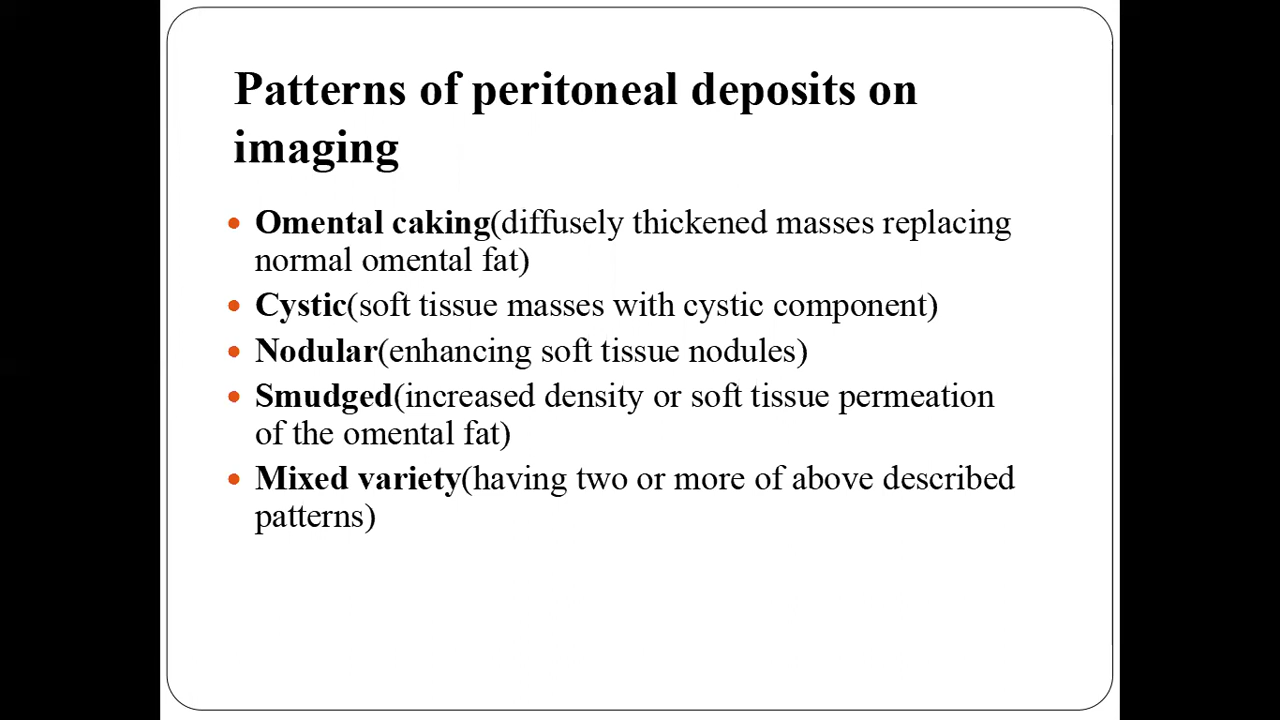 Patterns of peritoneal deposits on
imaging
• Omental caking(diffusely thickened masses replacing
normal omental fat)
• Cystic(soft tissue masses with cystic component)
• Nodular(enhancing soft tissue nodules)
• Smudged(increased density or soft tissue permeation
of the omental fat)
• Mixed variety(having two or more of above described
patterns)